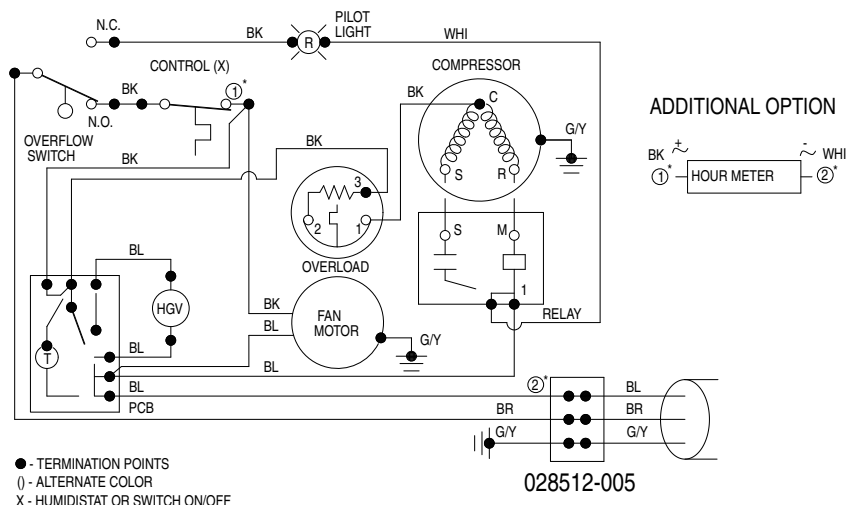 N.C.
BK
R
PILOT
LIGHT
WHI
CONTROL (X)
COMPRESSOR
BK
1*
BK
C
N.O.
G/Y
OVERFLOW
SWITCH
BK
BK
S
R
3
2
1
S
M
OVERLOAD
1
BL
HGV
BK
BL
FAN
MOTOR
G/Y
RELAY
T
BL
BL
BL
PCB
2*
BL
BR
BR
G/Y
G/Y
028512-005
ADDITIONAL OPTION
BK
+
~
1*
HOUR METER
-
~
WHI
2*
● - TERMINATION POINTS
() - ALTERNATE COLOR
X - HUMIDISTAT OR SWITCH ON/OFF